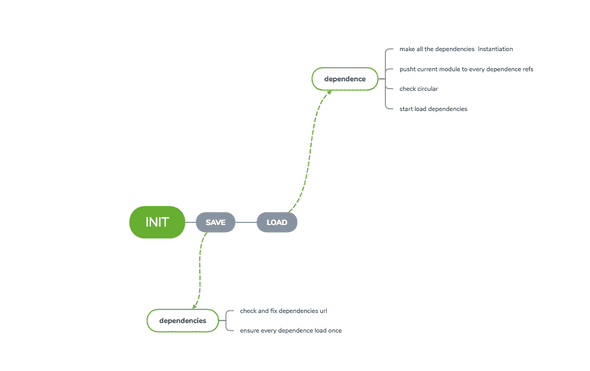 make all the dependencies Instantiation
dependence
pusht current module to every dependence refs
check circular
start load dependencies
INIT
SAVE
LOAD
dependencies
check and fix dependencies url
ensure every dependence load once